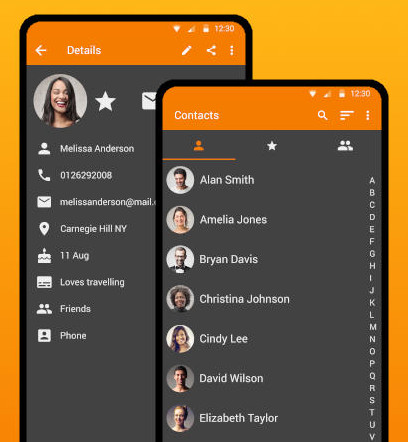 12:30
Details
Melissa Anderson
0126292008
melissanderson@mail.c
Carnegie Hill NY
11 Aug
Loves travelling
Friends
Phone
12:30
Contacts
Alan Smith
Amelia Jones
Bryan Davis
Christina Johnson
Cindy Lee
David Wilson
Elizabeth Taylor
A
B
C
D
E
F
G
H
I
J
K
L
M
N
O
P
Q
R
S
T
U
V